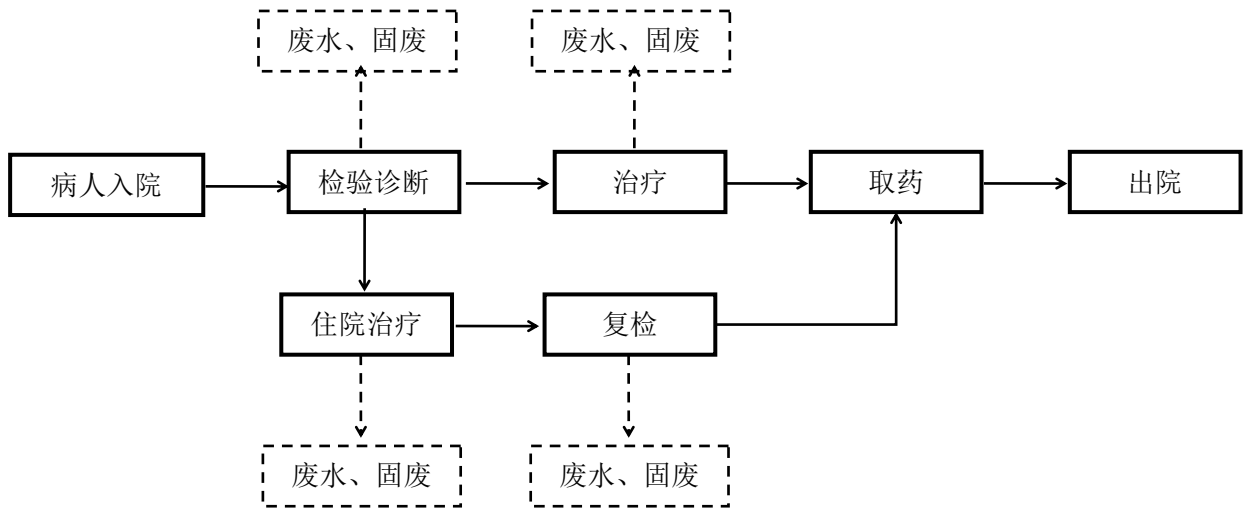 废水、固废
废水、固废
病人入院
检验诊断
治疗
取药
出院
住院治疗
复检
废水、固废
废水、固废